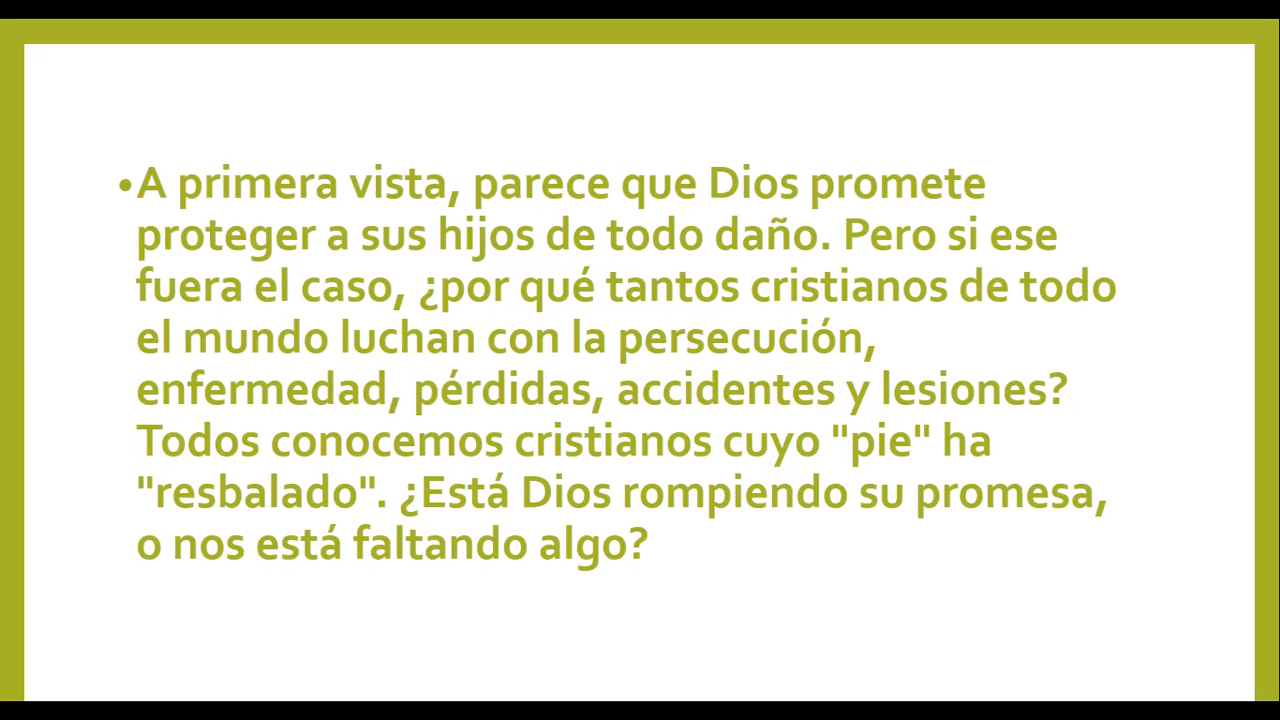 •A primera vista, parece que Dios promete
proteger a sus hijos de todo daño. Pero si ese
fuera el caso, ¿por qué tantos cristianos de todo
el mundo luchan con la persecución,
enfermedad, pérdidas, accidentes y lesiones?
Todos conocemos cristianos cuyo "pie" ha
"resbalado". ¿Está Dios rompiendo su promesa,
o nos está faltando algo?